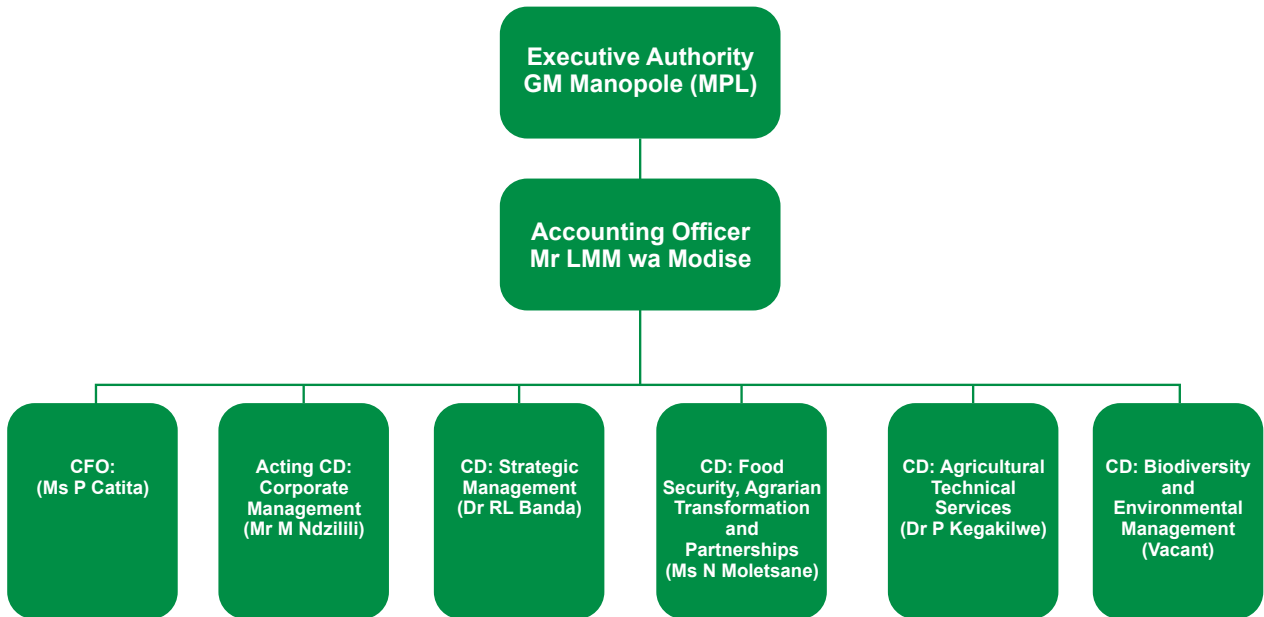 Executive Authority
GM Manopole (MPL)
Accounting Officer
Mr LMM wa Modise
CFO:
(Ms P Catita)
Acting CD:
Corporate
Management
(Mr M Ndzilili)
CD: Strategic
Management
(Dr RL Banda)
CD: Food
Security, Agrarian
Transformation
and
Partnerships
(Ms N Moletsane)
CD: Agricultural
Technical
Services
(Dr P Kegakilwe)
CD: Biodiversity
and
Environmental
Management
(Vacant)